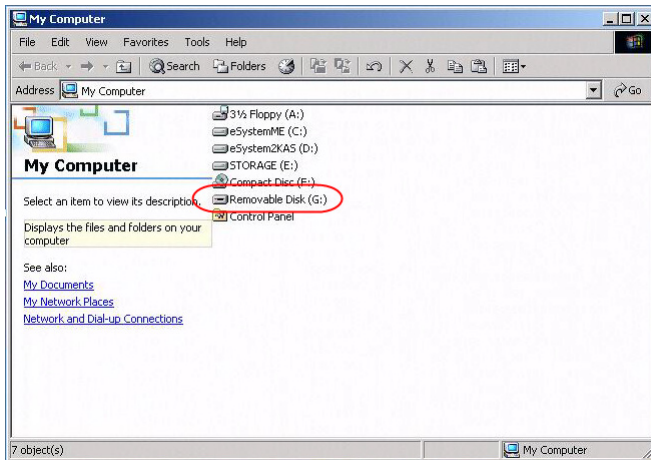 My Computer
File Edit View Favorites Tools Help
Back Search Folders
Address My Computer Go
3½ Floppy (A:)
eSystemME (C:)
eSystem2KAS (D:)
STORAGE (E:)
Compact Disc (F:)
Removable Disk (G:)
Control Panel
My Computer
Select an item to view its description.
Displays the files and folders on your
computer
See also:
My Documents
My Network Places
Network and Dial-up Connections
7 object(s) My Computer